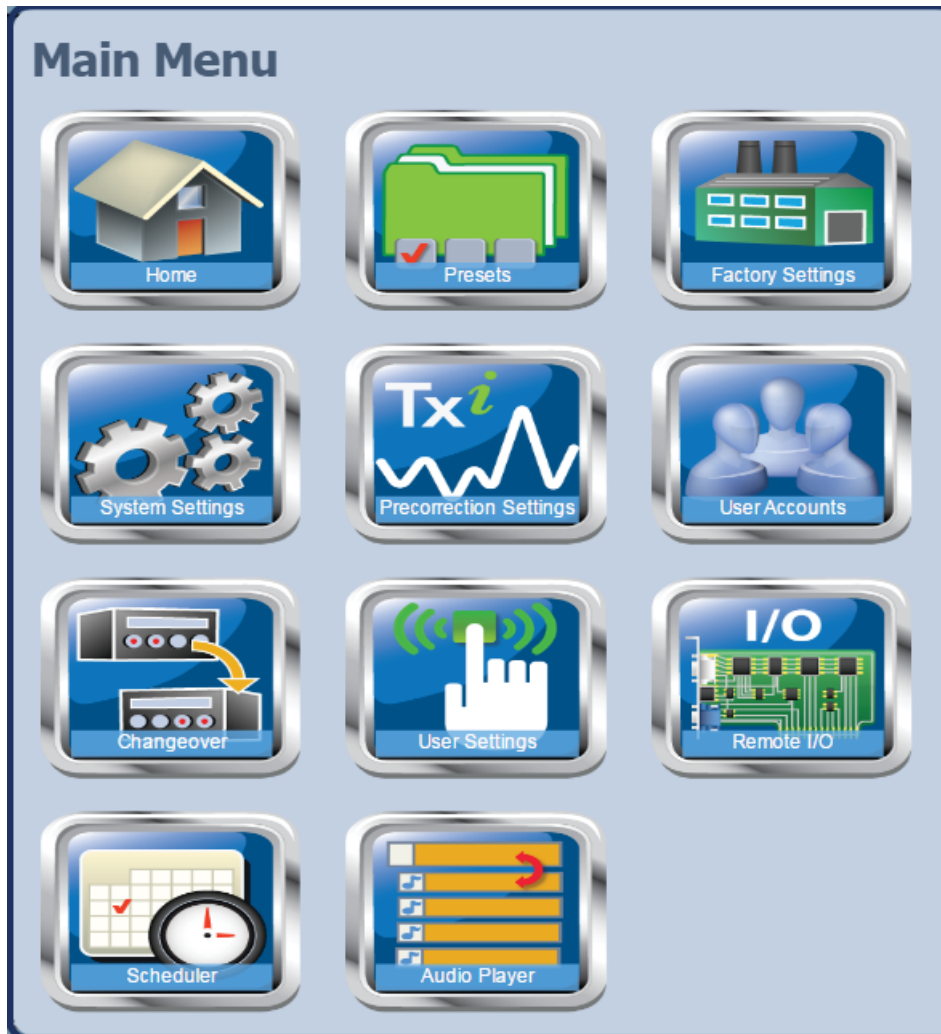 Main Menu
Home
Presets
Factory Settings
System Settings
Txi
Precorrection Settings
User Accounts
Changeover
User Settings
I/O
Remote I/O
Scheduler
Audio Player